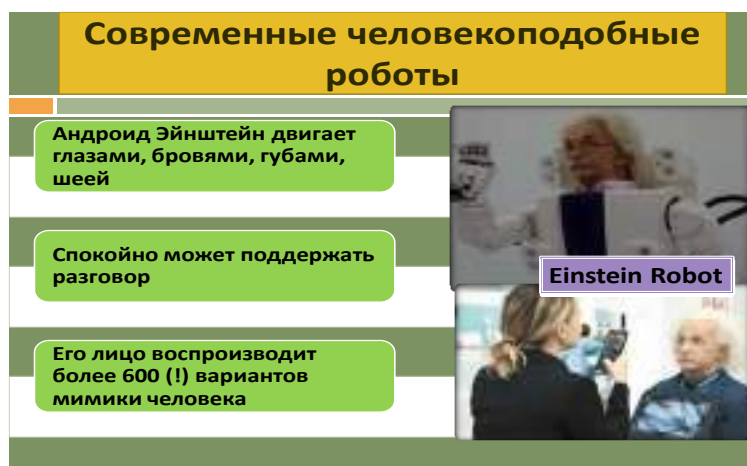 Современные человекоподобные
роботы
Андроид Эйнштейн двигает
глазами, бровями, губами,
шеей
Спокойно может поддержать
разговор
Его лицо воспроизводит
более 600 (!) вариантов
мимики человека
Einstein Robot